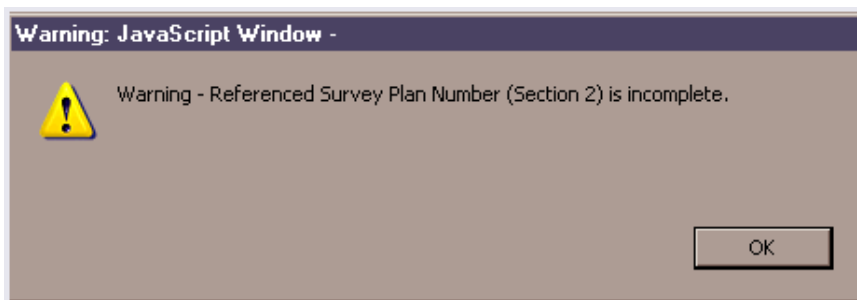 Warning: JavaScript Window -
Warning - Referenced Survey Plan Number (Section 2) is incomplete.
OK